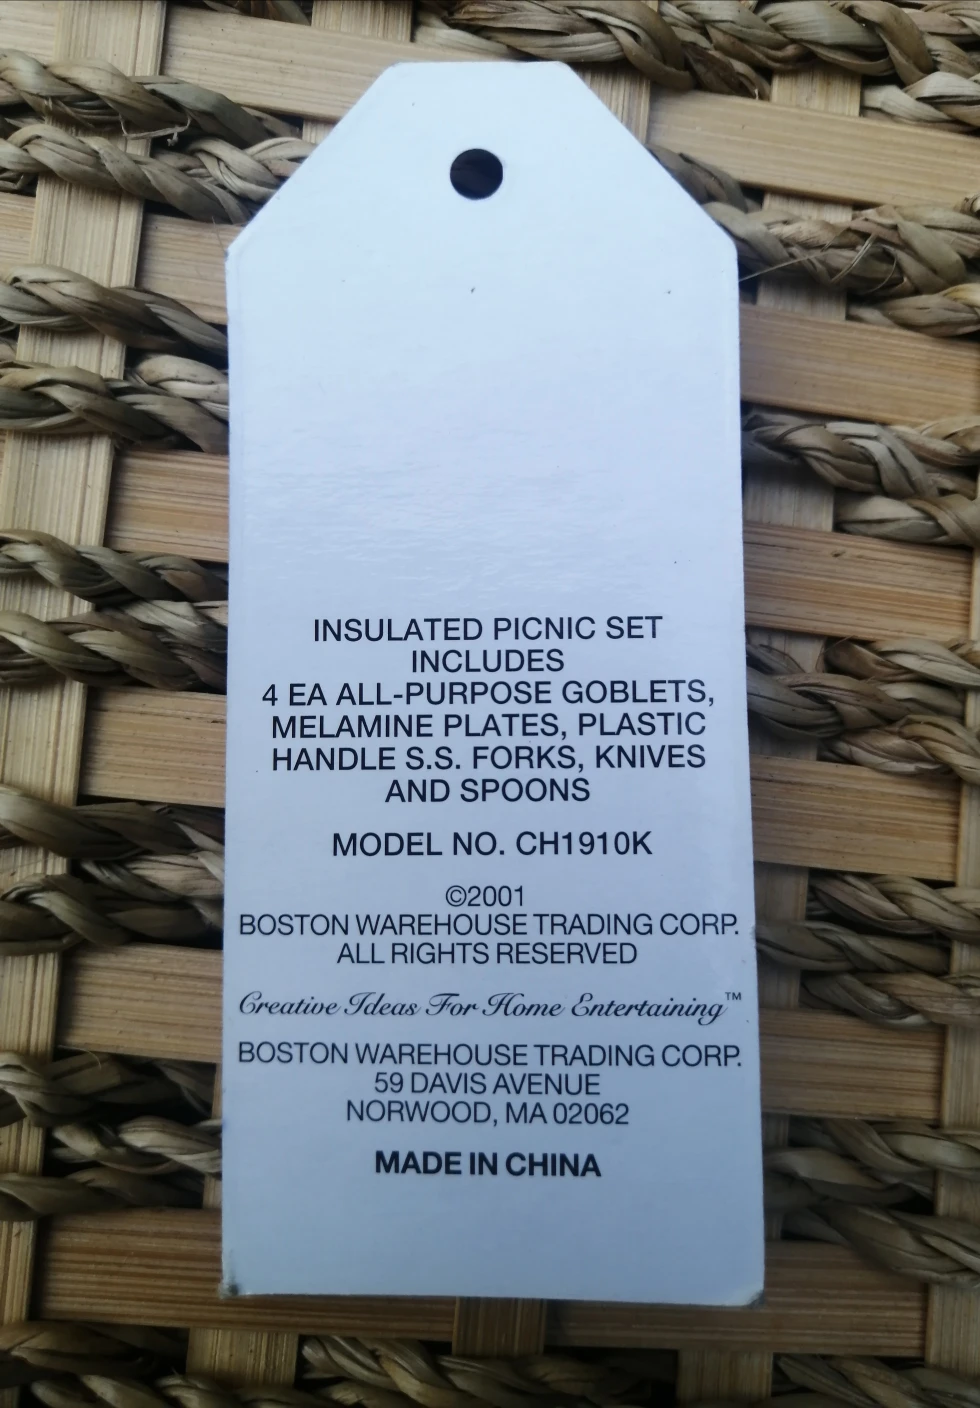 INSULATED PICNIC SET
INCLUDES
4 EA ALL-PURPOSE GOBLETS,
MELAMINE PLATES, PLASTIC
HANDLE S.S. FORKS, KNIVES
AND SPOONS
MODEL NO. CH1910K
©2001
BOSTON WAREHOUSE TRADING CORP.
ALL RIGHTS RESERVED
Creative Ideas For Home Entertaining™
BOSTON WAREHOUSE TRADING CORP.
59 DAVIS AVENUE
NORWOOD, MA 02062
MADE IN CHINA